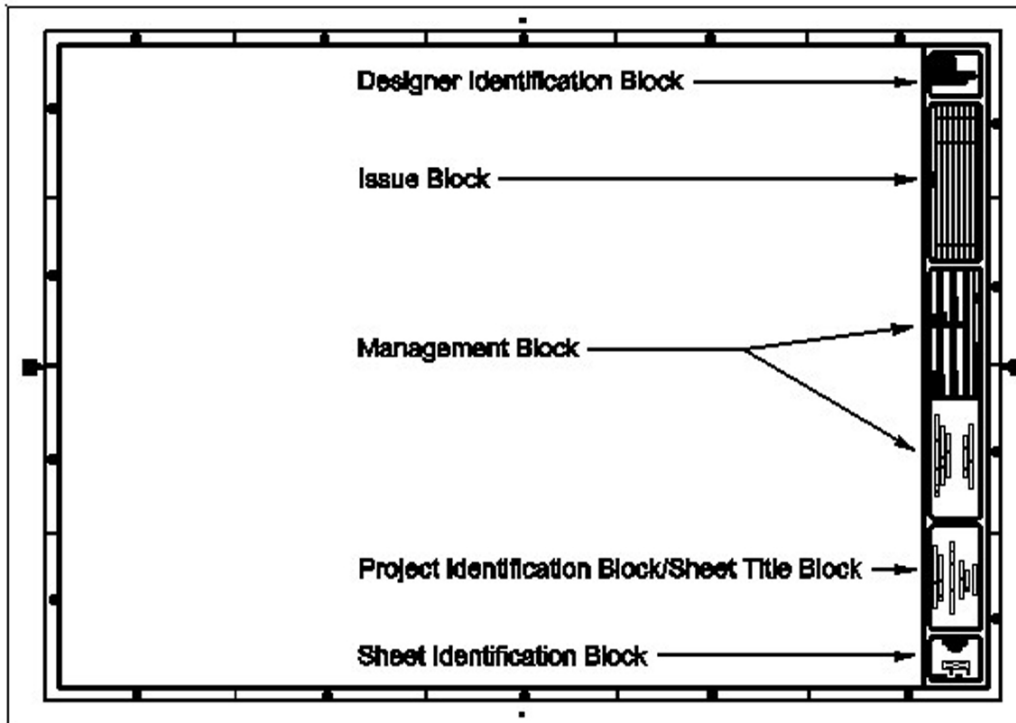 Designer Identification Block
Issue Block
Management Block
Project Identification Block/Sheet Title Block
Sheet Identification Block